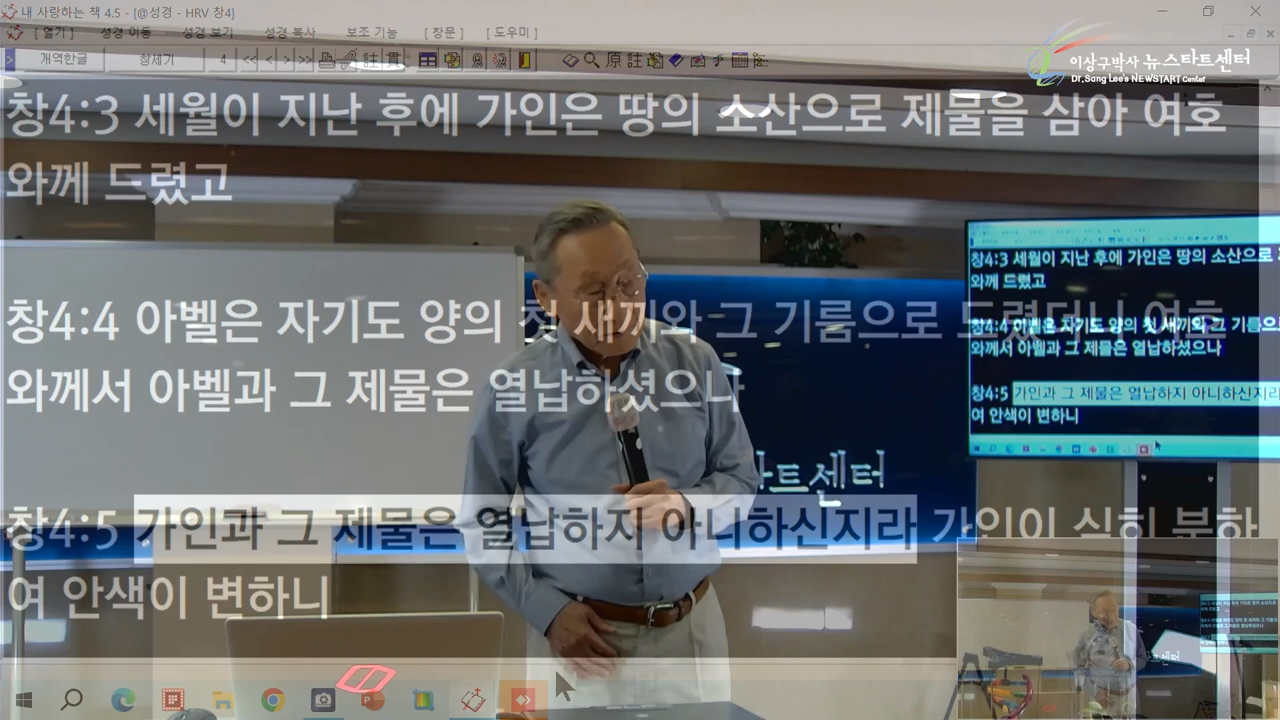 내 사랑하는 책 4.5 - [@성경 - HRV 창4]
[ 열기 ] 성경 이동 성경 보기 성경 복사 보조 기능 [ 창문 ] [ 도우미 ]
개역한글 창세기 4 << < > >> 原 註
이상구박사 뉴스타트센터
Dr. Sang Lee's NEWSTART Center
창4:3 세월이 지난 후에 가인은 땅의 소산으로 제물을 삼아 여호
와께 드렸고
창4:4 아벨은 자기도 양의 첫 새끼와 그 기름으로 드렸더니 여호
와께서 아벨과 그 제물은 열납하셨으나
창4:5 가인과 그 제물은 열납하지 아니하신지라 가인이 심히 분하
여 안색이 변하니
창4:3 세월이 지난 후에 가인은 땅의 소산으로
와께 드렸고
창4:4 아벨은 자기도 양의 첫 새끼와 그 기름으
와께서 아벨과 그 제물은 열납하셨으나
창4:5 가인과 그 제물은 열납하지 아니하신지라
여 안색이 변하니
타트센터